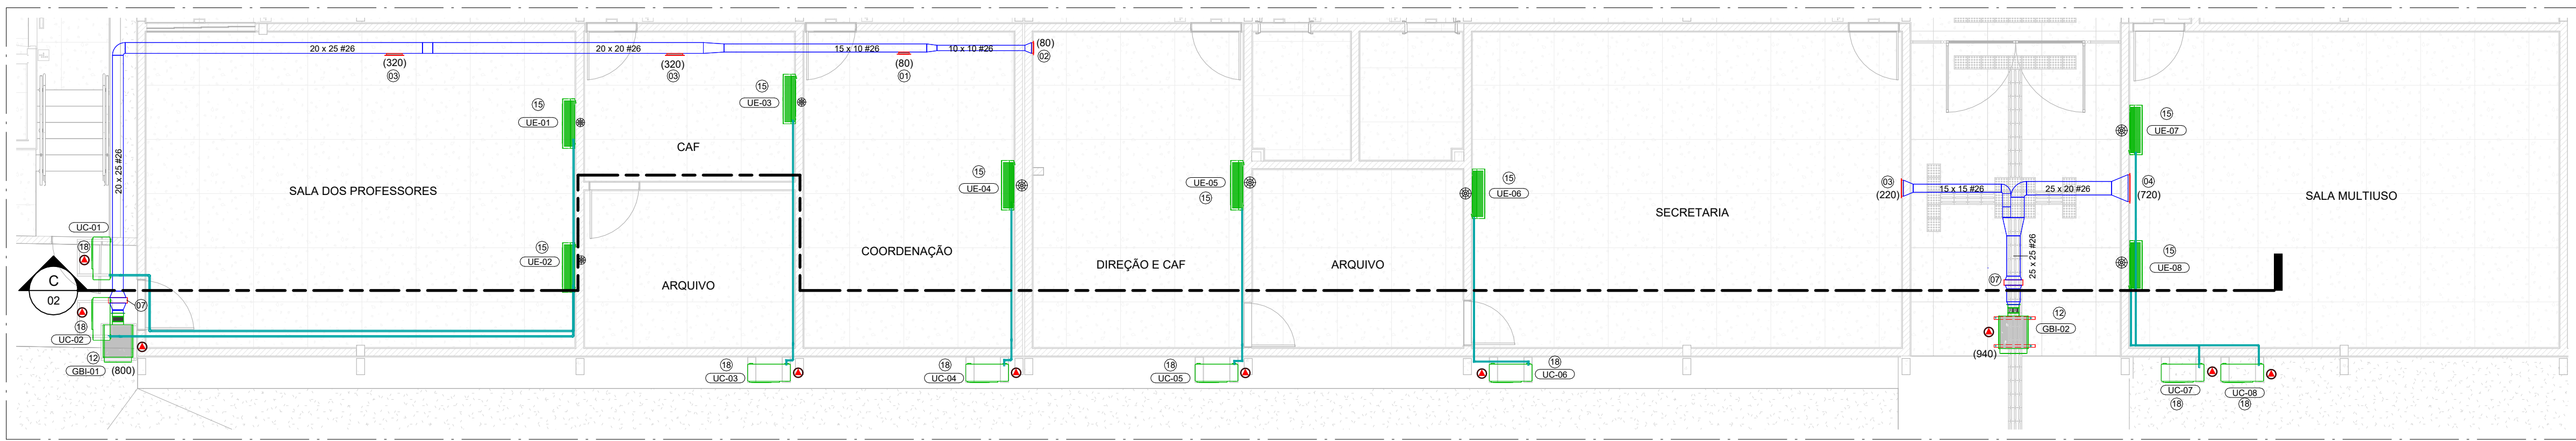 20 x 25 #26
20 x 20 #26
15 x 10 #26
10 x 10 #26
(80)
02
(320)
03
(320)
03
(80)
01
15
UE-01
15
UE-03
CAF
20 x 25 #26
SALA DOS PROFESSORES
15
UE-04
UE-05
15
15
UE-06
SECRETARIA
03
(220)
15 x 15 #26
25 x 20 #26
04
(720)
15
UE-07
SALA MULTIUSO
UC-01
18
15
UE-02
COORDENAÇÃO
DIREÇÃO E CAF
ARQUIVO
ARQUIVO
25 x 25 #26
15
UE-08
C
02
07
07
18
UC-02
12
GBI-01
(800)
12
GBI-02
(940)
18
UC-03
18
UC-04
18
UC-05
18
UC-06
UC-07
18
UC-08
18